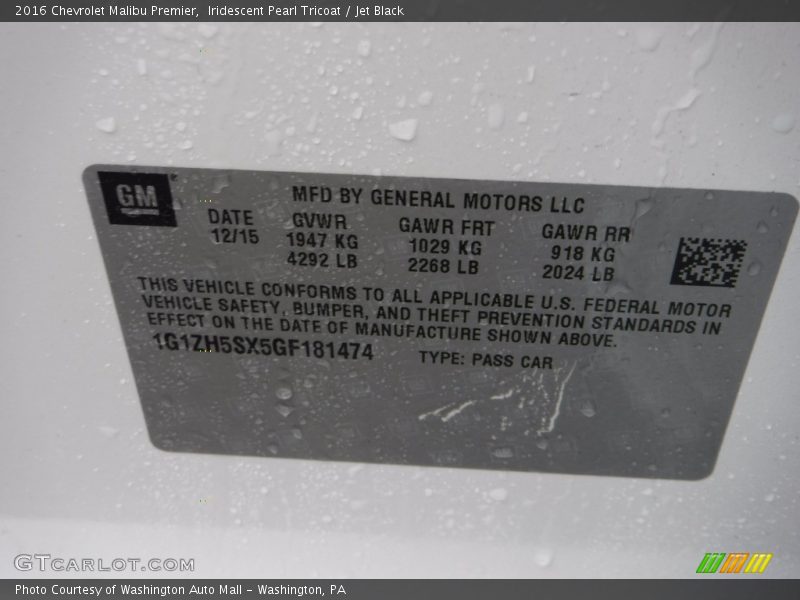 2016 Chevrolet Malibu Premier, Iridescent Pearl Tricoat / Jet Black
GM
MFD BY GENERAL MOTORS LLC
DATE GVWR GAWR FRT GAWR RR
12/15 1947 KG 1029 KG 918 KG
4292 LB 2268 LB 2024 LB
THIS VEHICLE CONFORMS TO ALL APPLICABLE U.S. FEDERAL MOTOR
VEHICLE SAFETY, BUMPER, AND THEFT PREVENTION STANDARDS IN
EFFECT ON THE DATE OF MANUFACTURE SHOWN ABOVE.
1G1ZH5SX5GF181474 TYPE: PASS CAR
GTCARLOT.COM
Photo Courtesy of Washington Auto Mall - Washington, PA